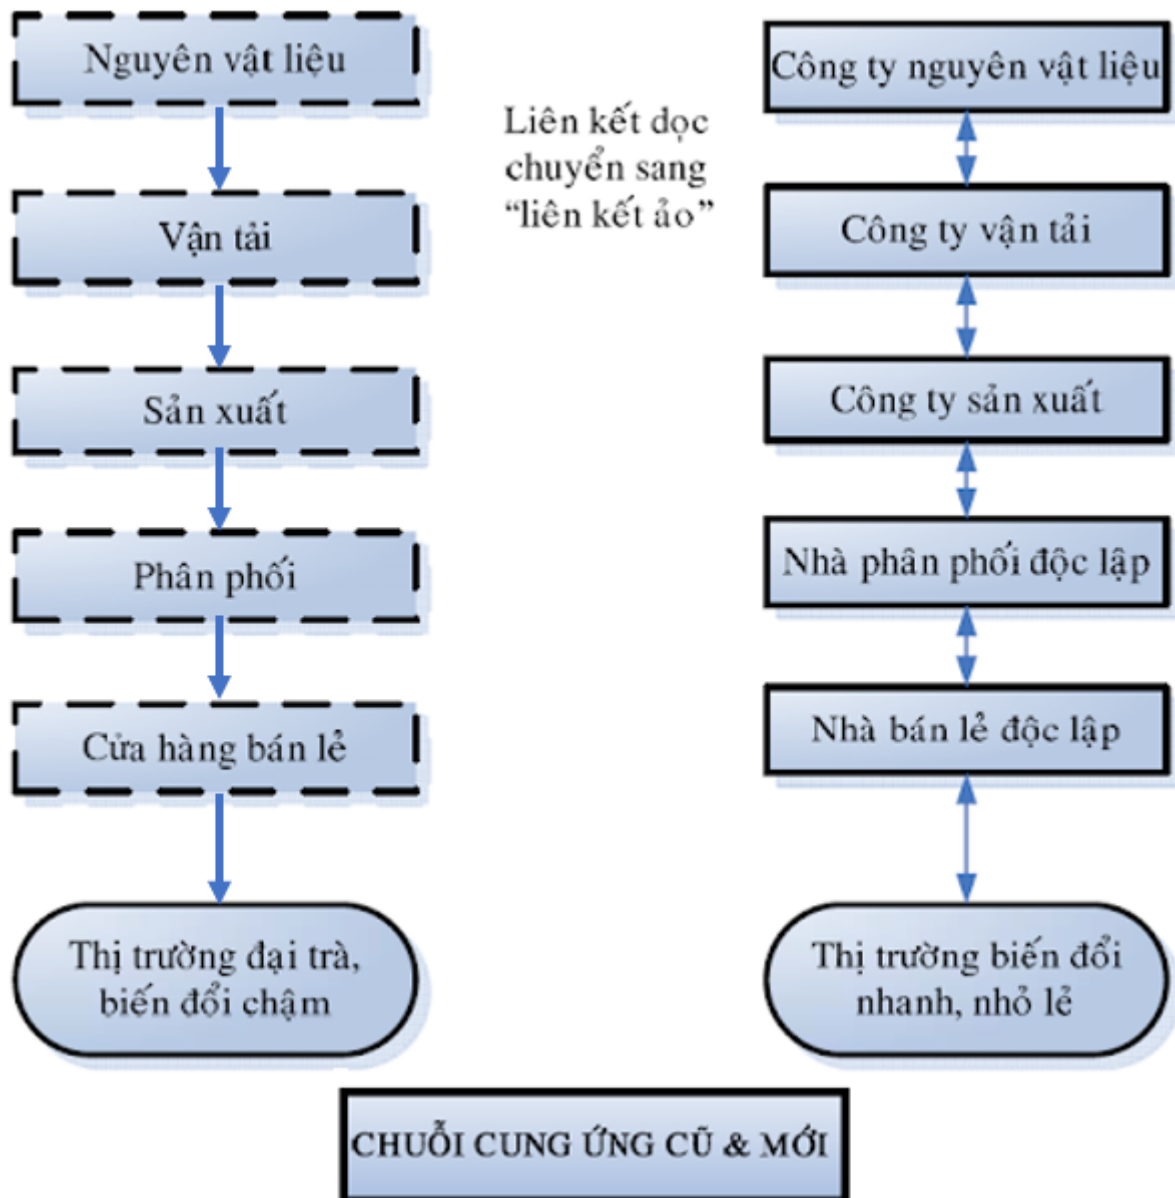 Nguyên vật liệu
Vận tải
Sản xuất
Phân phối
Cửa hàng bán lẻ
Thị trường đại trà,
biến đổi chậm
Liên kết dọc
chuyển sang
“liên kết ảo”
Công ty nguyên vật liệu
Công ty vận tải
Công ty sản xuất
Nhà phân phối độc lập
Nhà bán lẻ độc lập
Thị trường biến đổi
nhanh, nhỏ lẻ
CHUỖI CUNG ỨNG CŨ & MỚI